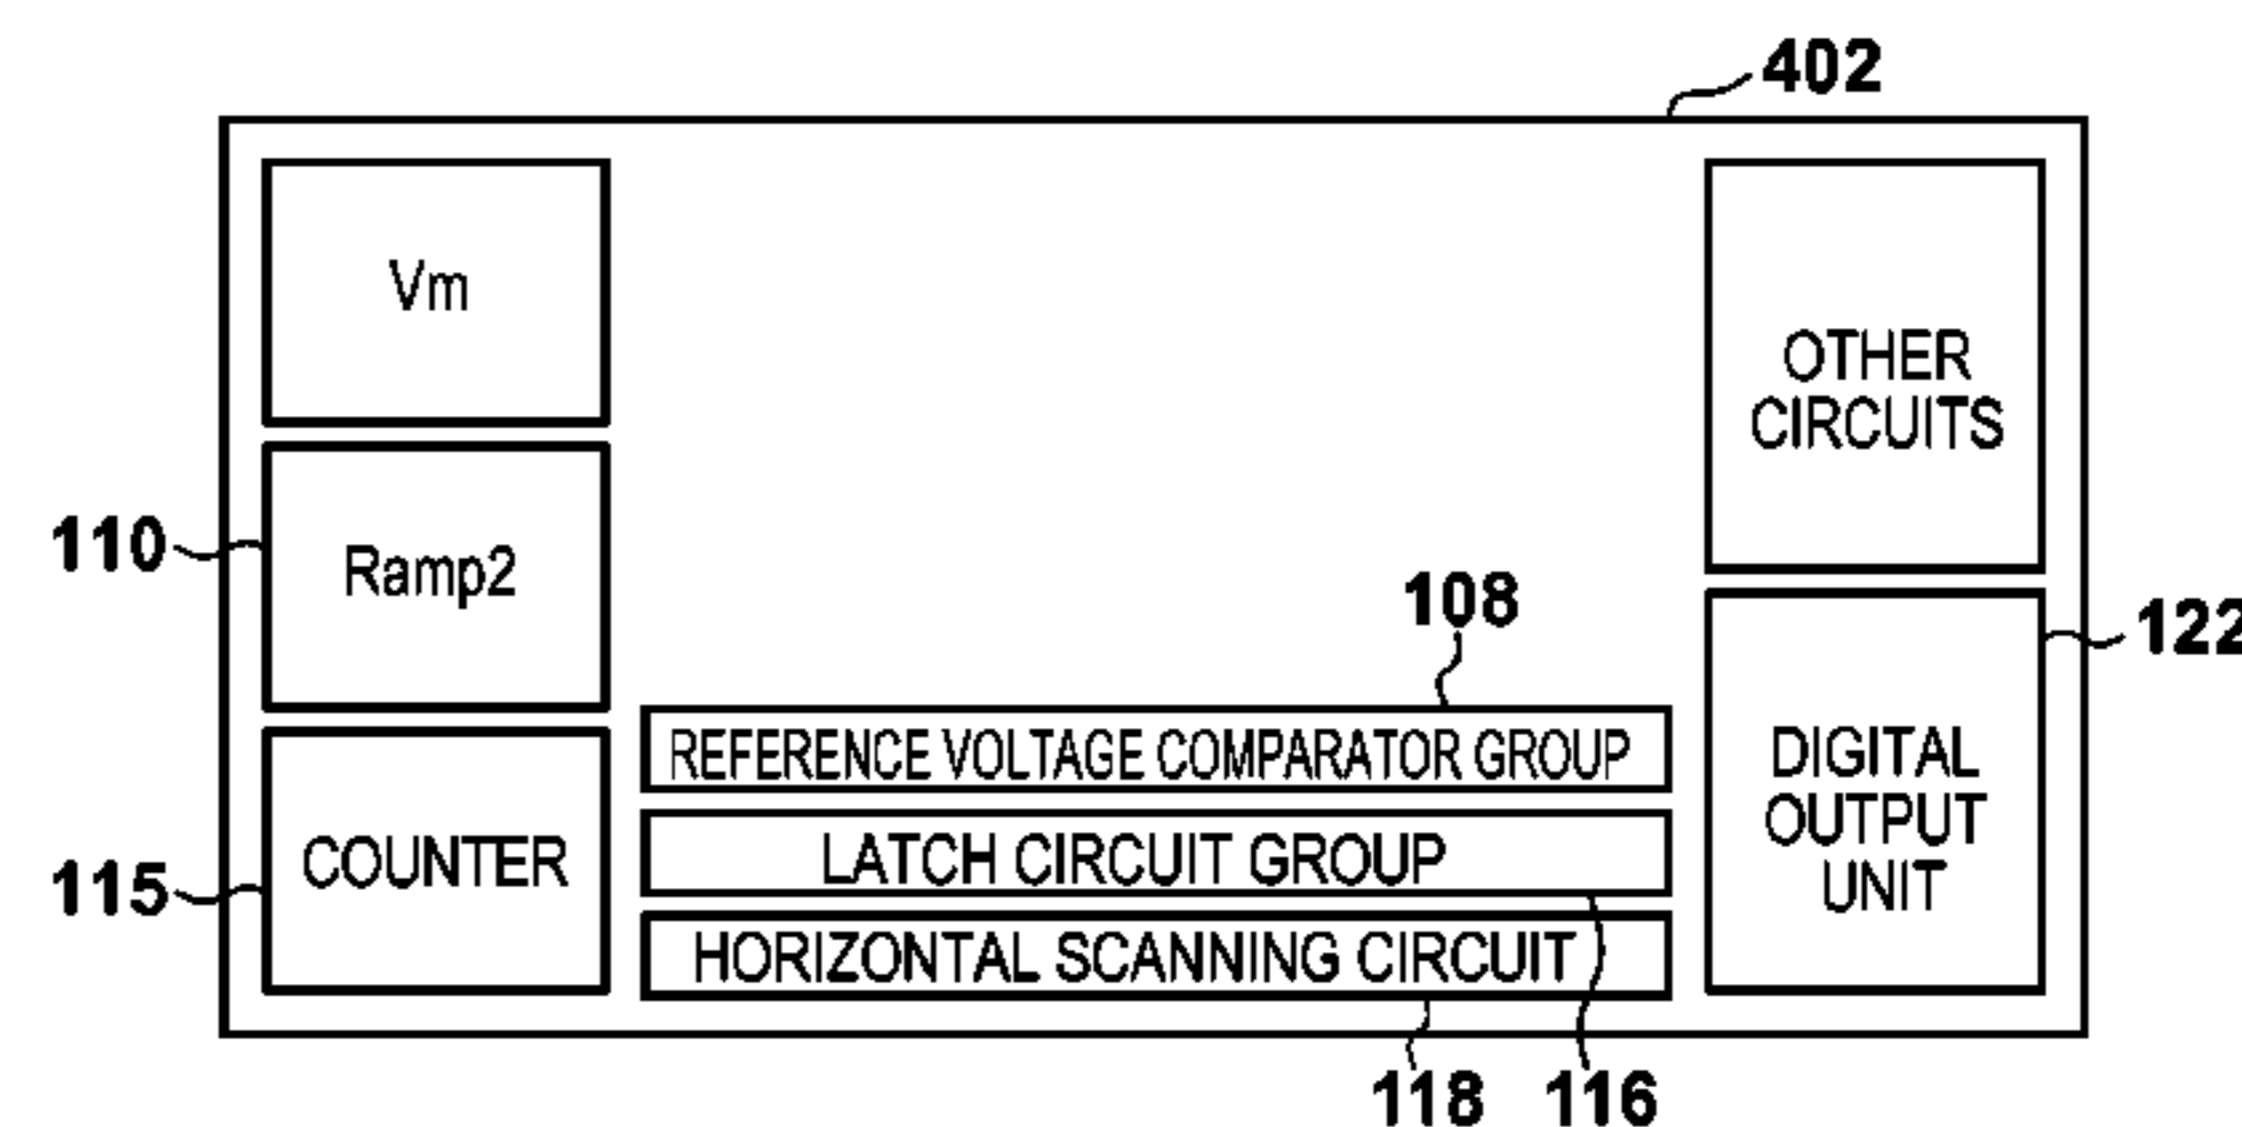 402
Vm
OTHER
CIRCUITS
110
Ramp2
108
122
REFERENCE VOLTAGE COMPARATOR GROUP
DIGITAL
OUTPUT
UNIT
115
COUNTER
LATCH CIRCUIT GROUP
HORIZONTAL SCANNING CIRCUIT
118
116